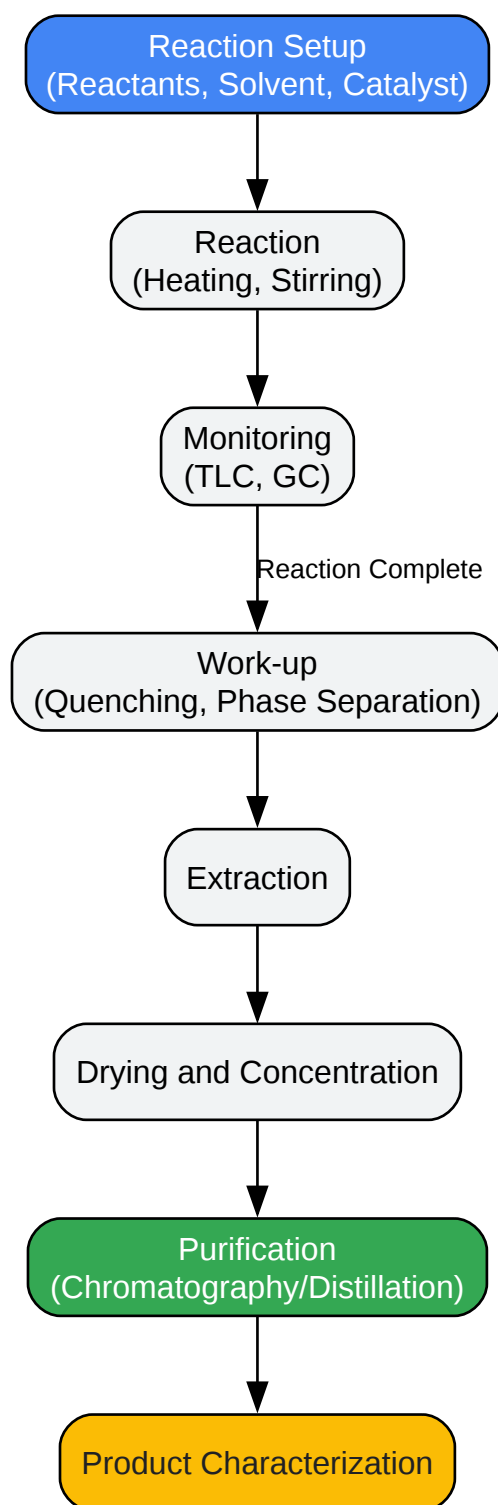 Reaction Setup
(Reactants, Solvent, Catalyst)
Reaction
(Heating, Stirring)
Monitoring
(TLC, GC)
Reaction Complete
Work-up
(Quenching, Phase Separation)
Extraction
Drying and Concentration
Purification
(Chromatography/Distillation)
Product Characterization